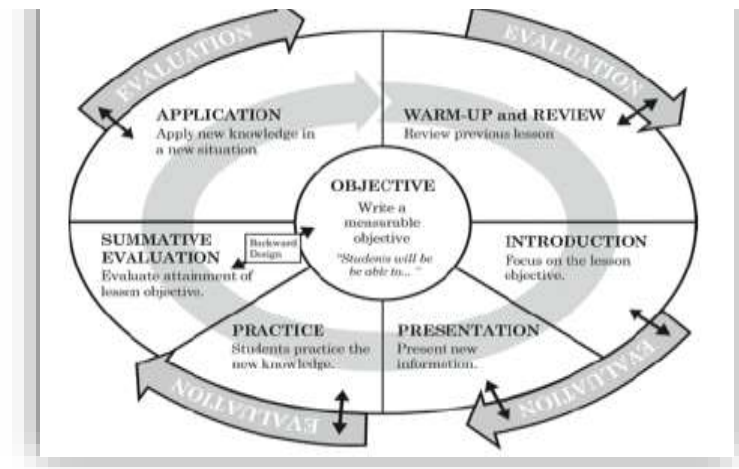 EVALUATION
EVALUATION
APPLICATION
Apply new knowledge in
a new situation
WARM-UP and REVIEW
Review previous lesson
OBJECTIVE
Write a
measurable
objective
"Students will be
be able to... "
SUMMATIVE
EVALUATION
Evaluate attainment of
lesson objective.
Backward
Design
INTRODUCTION
Focus on the lesson
objective.
PRACTICE
Students practice the
new knowledge.
PRESENTATION
Present new
information.
EVALUATION
EVALUATION